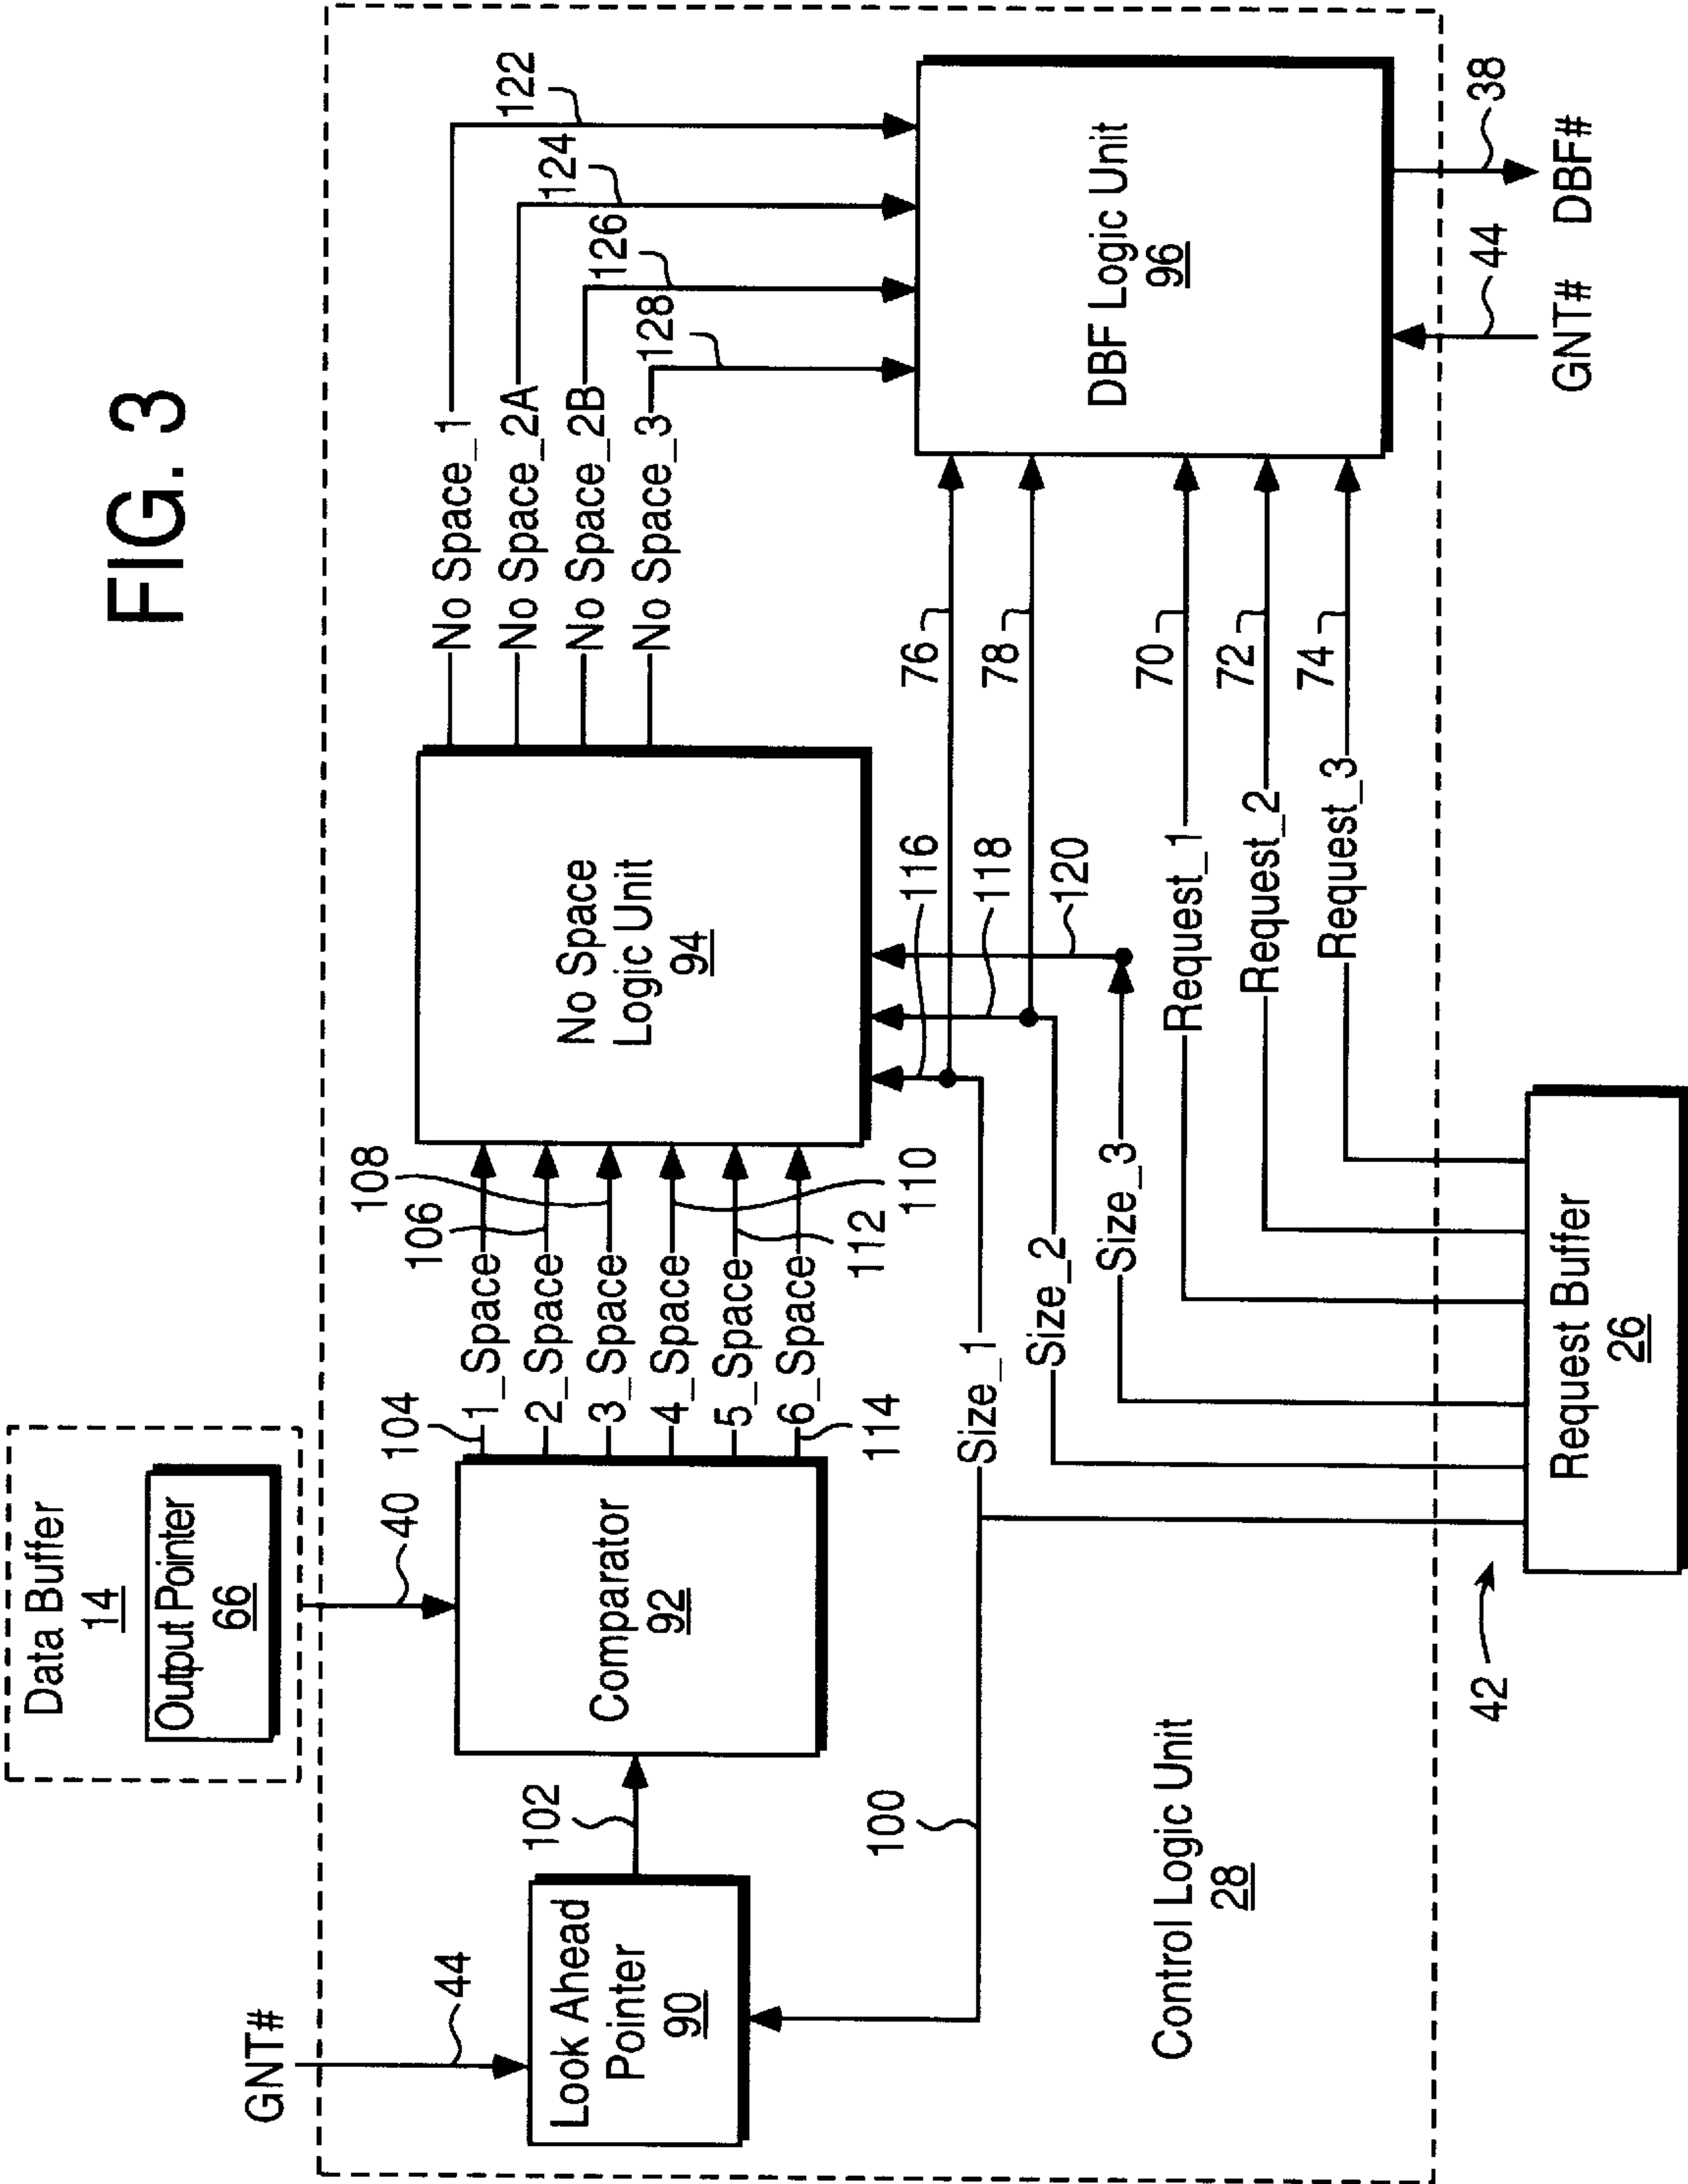 FIG. 3
Data Buffer
14
Output Pointer
66
GNT#
44
40
Look Ahead
Pointer
90
102
Comparator
92
104
1_Space
2_Space
3_Space
4_Space
5_Space
6_Space
114
106
108
110
112
No Space
Logic Unit
94
No Space_1
No Space_2A
No Space_2B
No Space_3
122
124
126
128
100
Size_1
Size_2
Size_3
116
118
120
76
78
Request_1
Request_2
Request_3
70
72
74
DBF Logic Unit
96
Control Logic Unit
28
42
Request Buffer
26
44
38
GNT#
DBF#